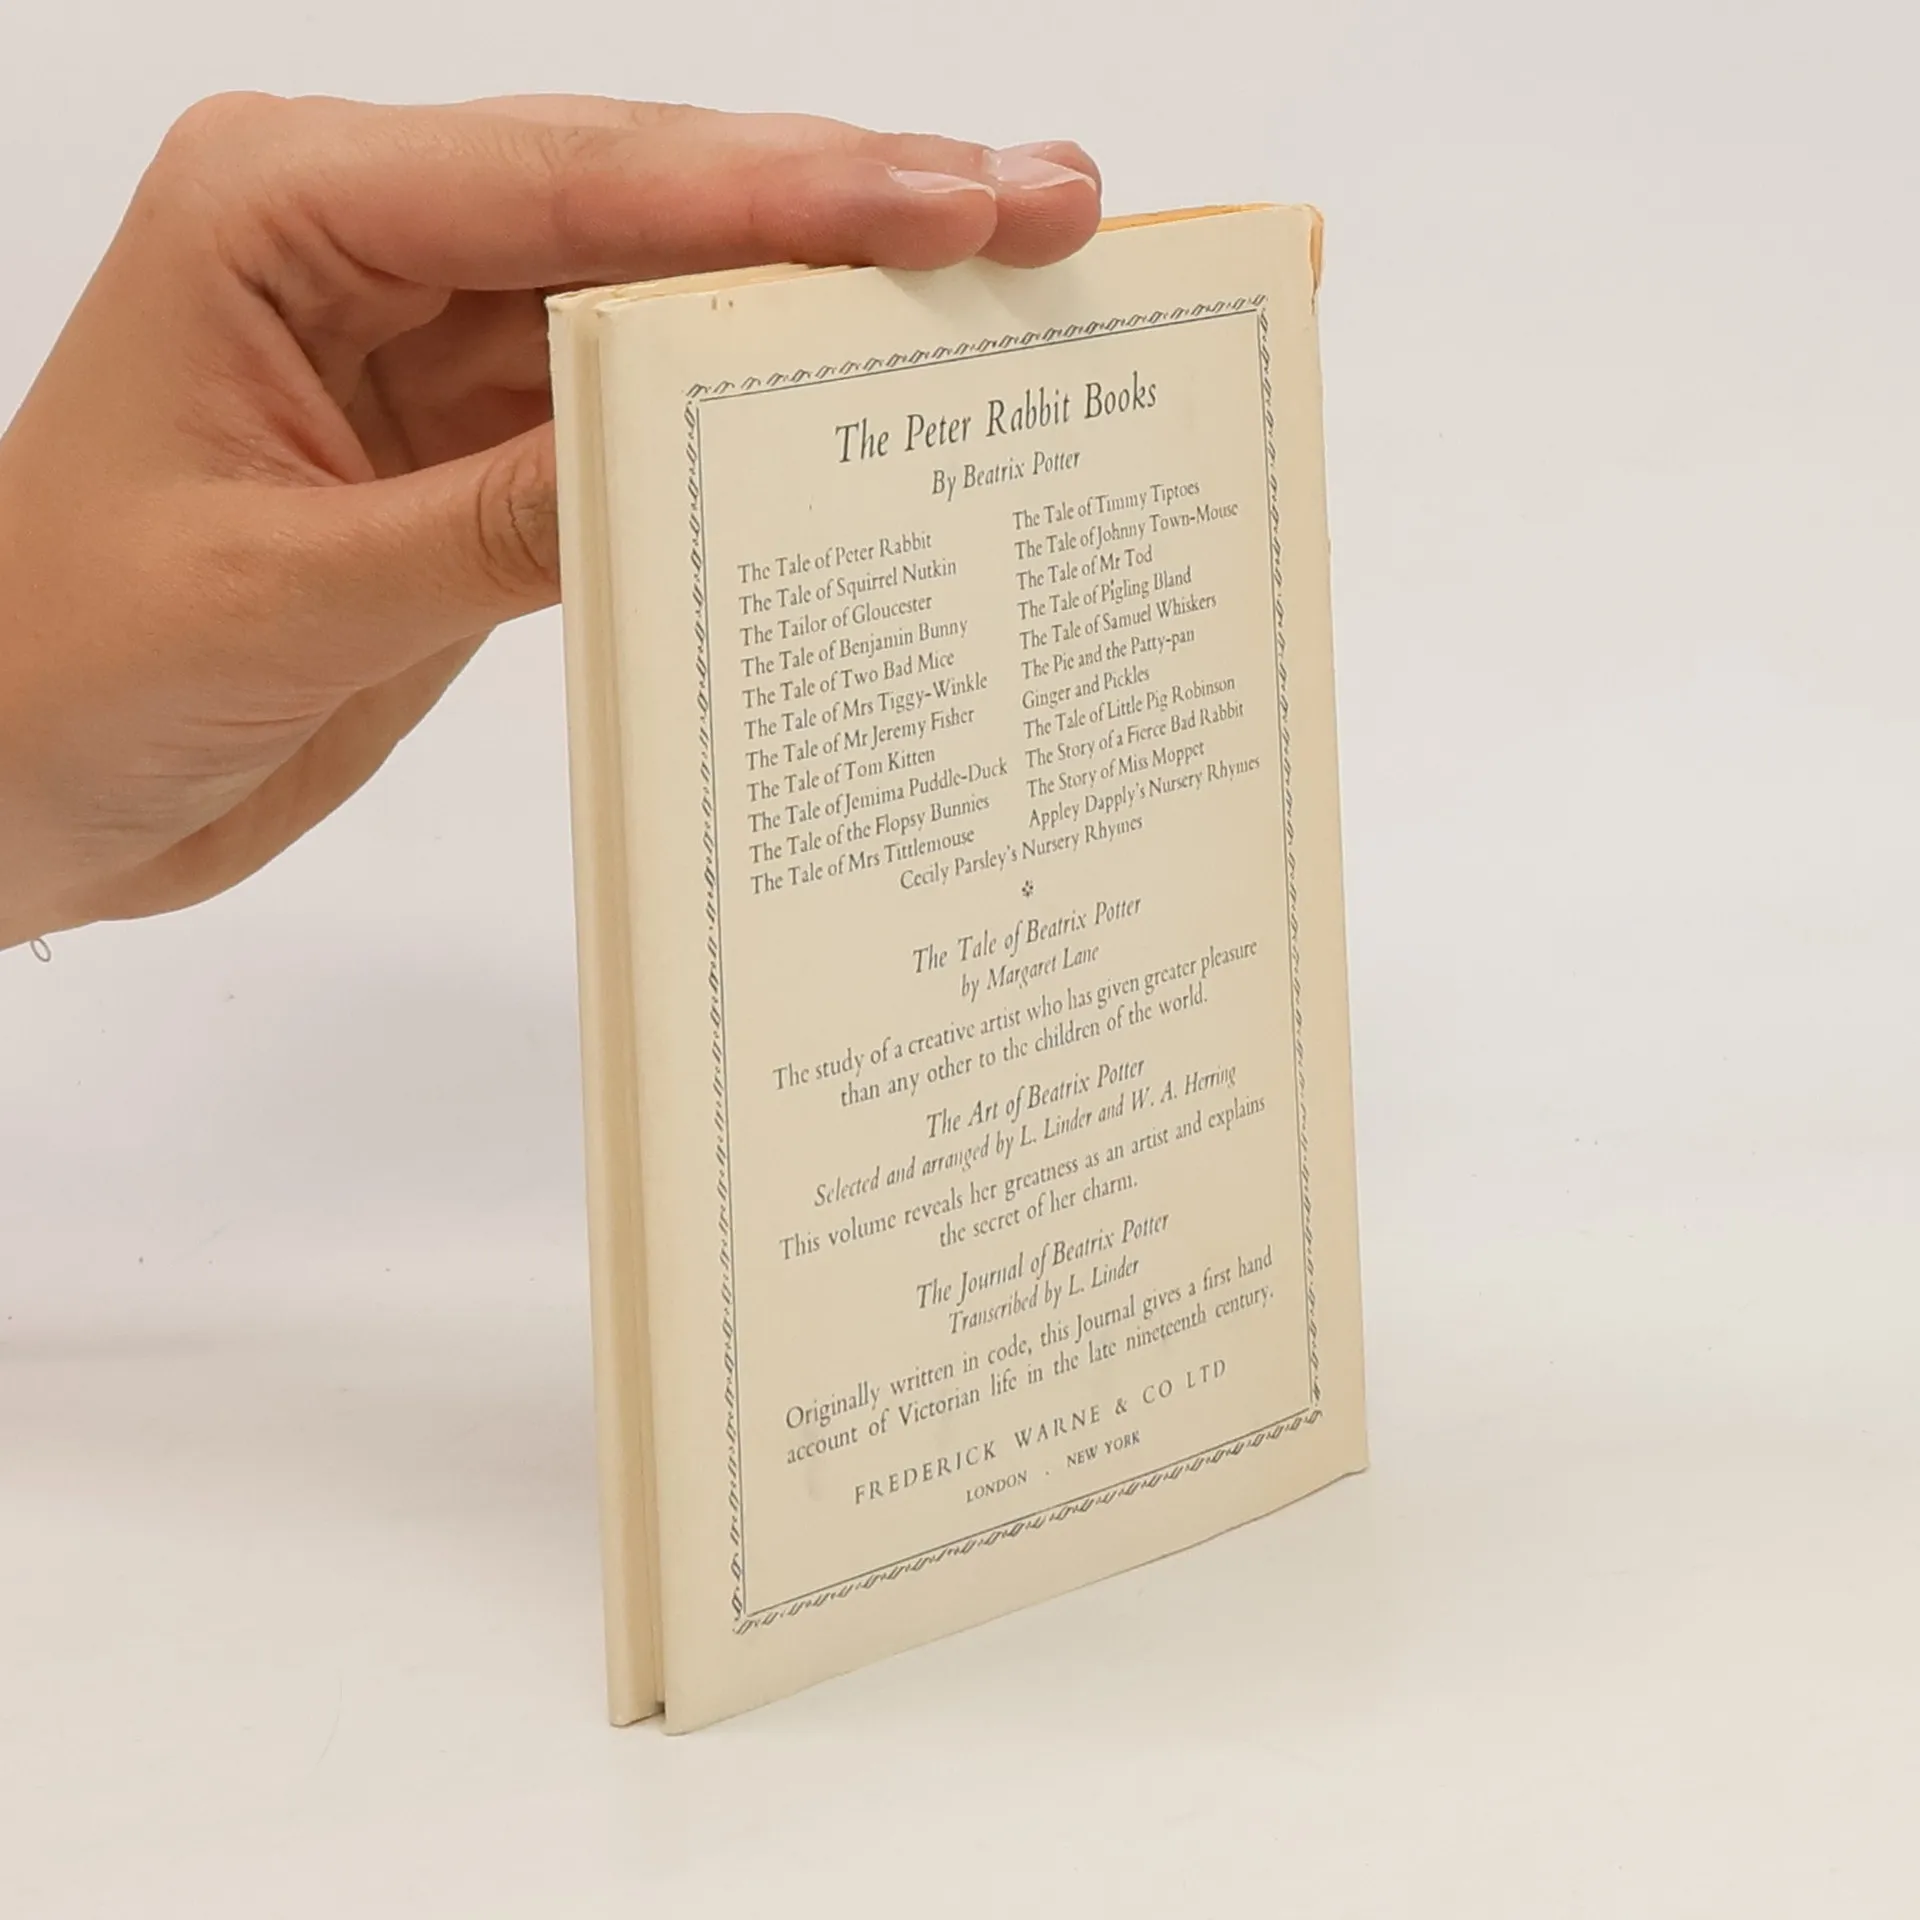 The Peter Rabbit Books
By Beatrix Potter
The Tale of Peter Rabbit
The Tale of Squirrel Nutkin
The Tailor of Gloucester
The Tale of Benjamin Bunny
The Tale of Two Bad Mice
The Tale of Mrs Tiggy-Winkle
The Tale of Mr Jeremy Fisher
The Tale of Tom Kitten
The Tale of Jemima Puddle-Duck
The Tale of the Flopsy Bunnies
The Tale of Mrs Tittlemouse
The Tale of Timmy Tiptoes
The Tale of Johnny Town-Mouse
The Tale of Mr Tod
The Tale of Pigling Bland
The Tale of Samuel Whiskers
The Pie and the Patty-pan
Ginger and Pickles
The Tale of Little Pig Robinson
The Story of a Fierce Bad Rabbit
The Story of Miss Moppet
Appley Dapply's Nursery Rhymes
Cecily Parsley's Nursery Rhymes
The Tale of Beatrix Potter
by Margaret Lane
The study of a creative artist who has given greater pleasure
than any other to the children of the world.
The Art of Beatrix Potter
Selected and arranged by L. Linder and W. A. Herring
This volume reveals her greatness as an artist and explains
the secret of her charm.
The Journal of Beatrix Potter
Transcribed by L. Linder
Originally written in code, this Journal gives a first hand
account of Victorian life in the late nineteenth century.
FREDERICK WARNE & CO LTD
LONDON . NEW YORK